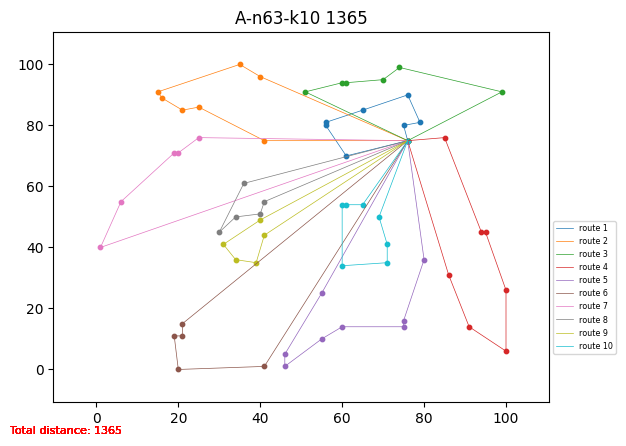 A-n63-k10 1365
100
80
60
40
20
0
0 20 40 60 80 100
route 1
route 2
route 3
route 4
route 5
route 6
route 7
route 8
route 9
route 10
Total distance: 1365